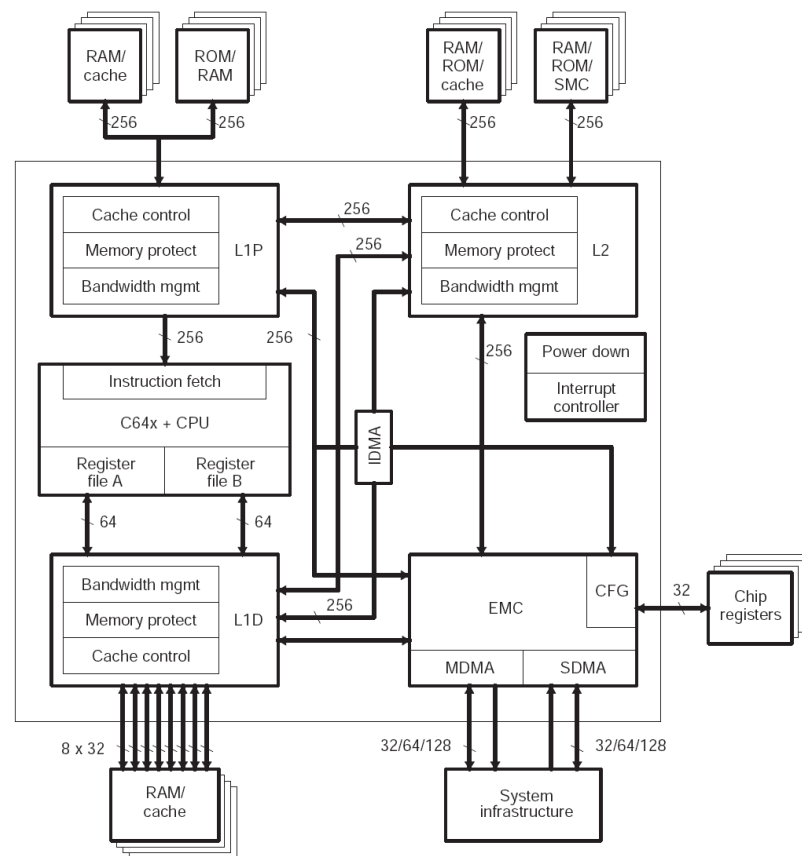 RAM/
cache
ROM/
RAM
RAM/
ROM/
cache
RAM/
ROM/
SMC
256
256
256
256
Cache control
Memory protect
Bandwidth mgmt
L1P
256
256
Cache control
Memory protect
Bandwidth mgmt
L2
256
256
256
Power down
Interrupt
controller
Instruction fetch
C64x + CPU
Register
file A
Register
file B
IDMA
64
64
Bandwidth mgmt
Memory protect
Cache control
L1D
256
EMC
CFG
MDMA
SDMA
32
Chip
registers
8 x 32
32/64/128
32/64/128
RAM/
cache
System
infrastructure